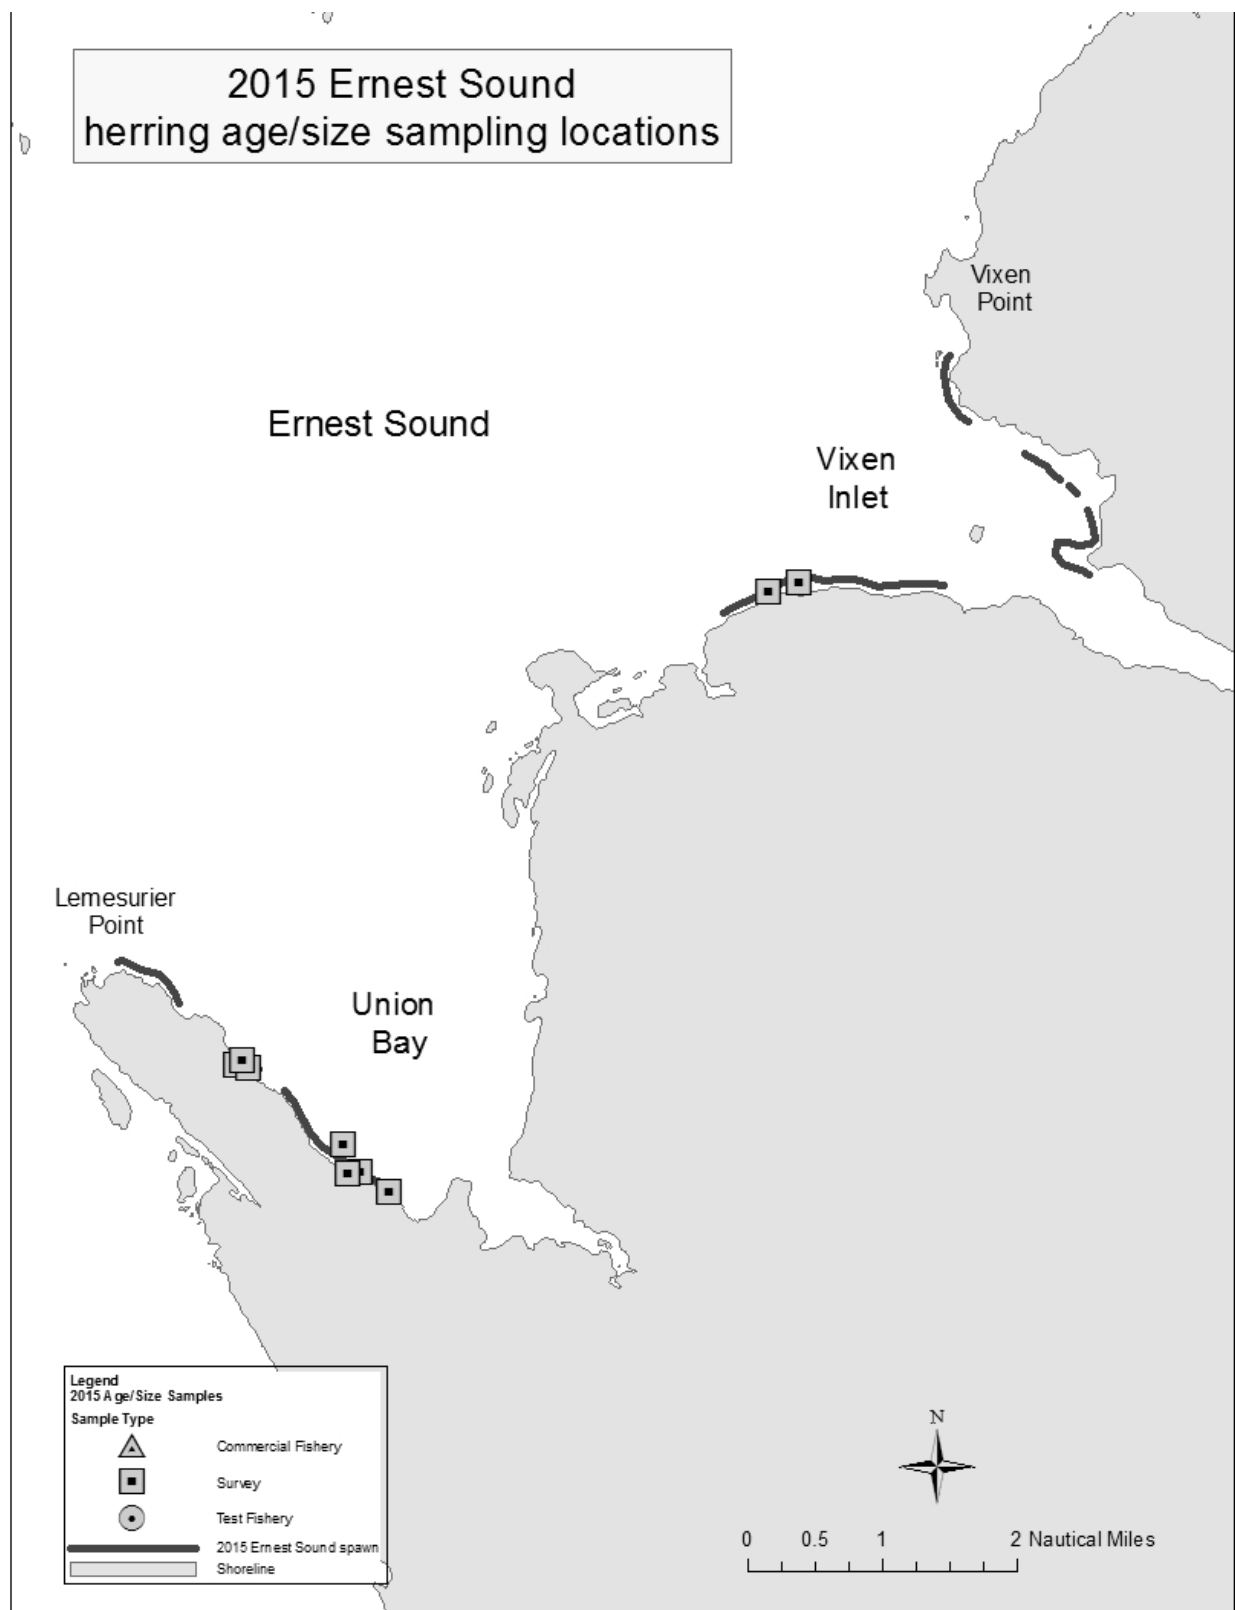 2015 Ernest Sound
herring age/size sampling locations
Vixen
Point
Ernest Sound
Vixen
Inlet
Lemesurier
Point
Union
Bay
Legend
2015 Age/Size Samples
Sample Type
Commercial Fishery
Survey
Test Fishery
2015 Ernest Sound spawn
Shoreline
N
0 0.5 1 2 Nautical Miles